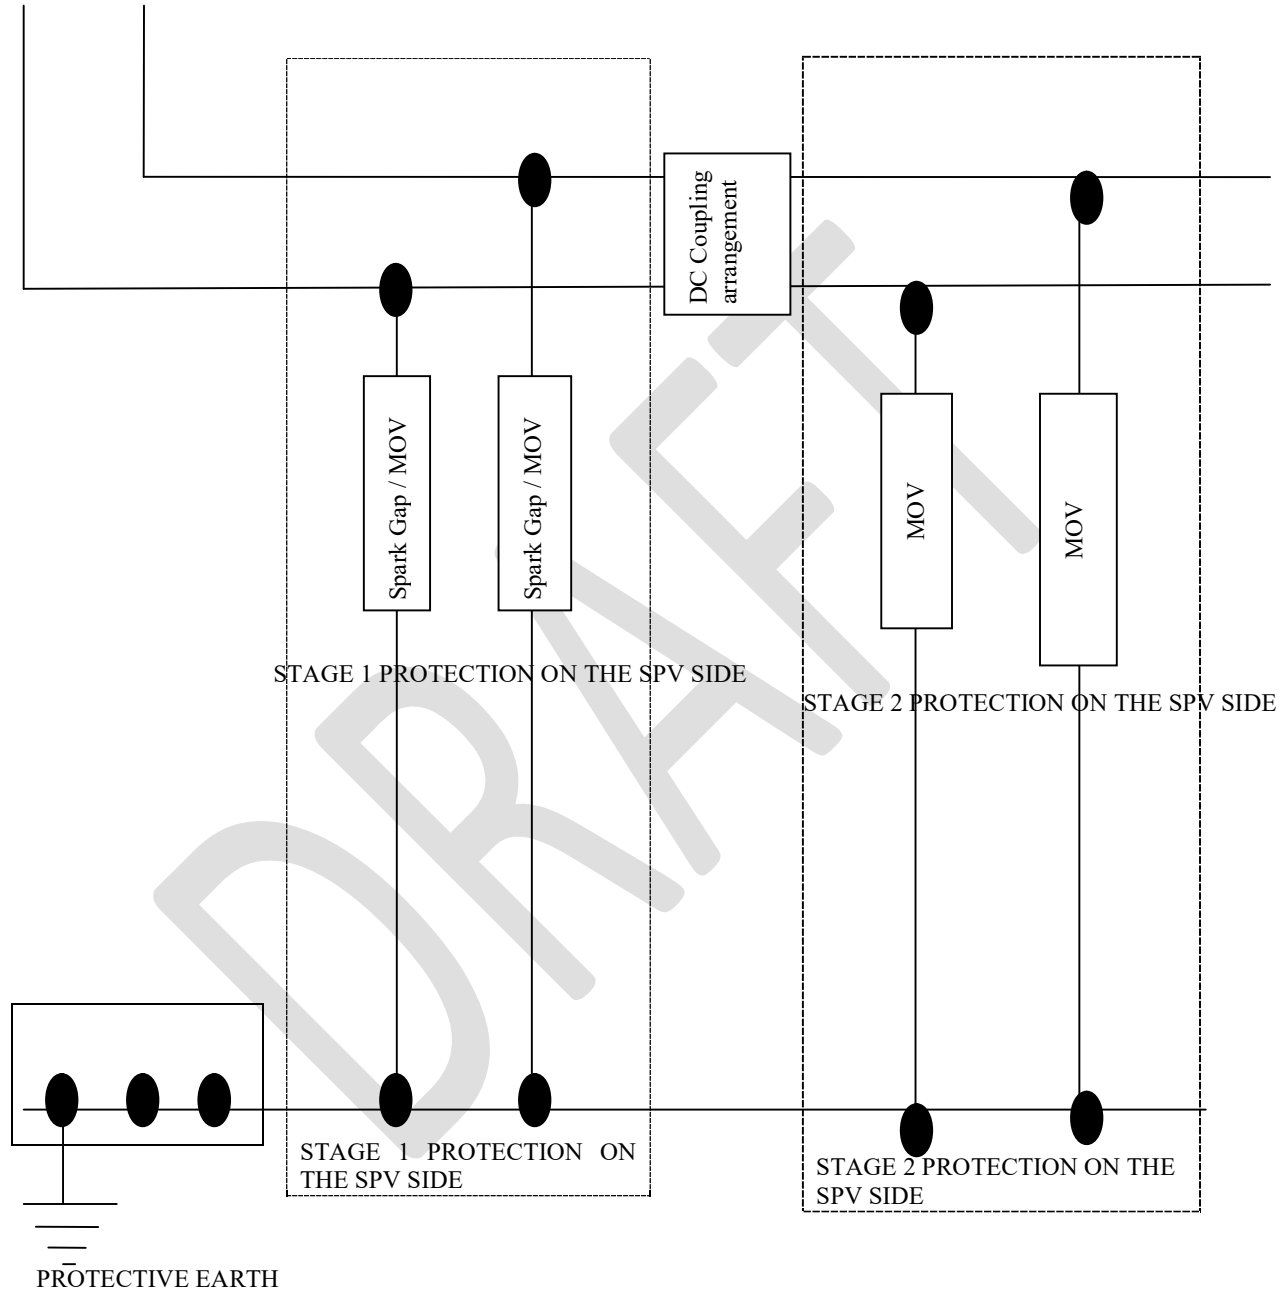 DC Coupling
arrangement
Spark Gap / MOV
Spark Gap / MOV
MOV
MOV
STAGE 1 PROTECTION ON THE SPV SIDE
STAGE 2 PROTECTION ON THE SPV SIDE
DRAFT
STAGE 1 PROTECTION ON
THE SPV SIDE
STAGE 2 PROTECTION ON THE
SPV SIDE
PROTECTIVE EARTH